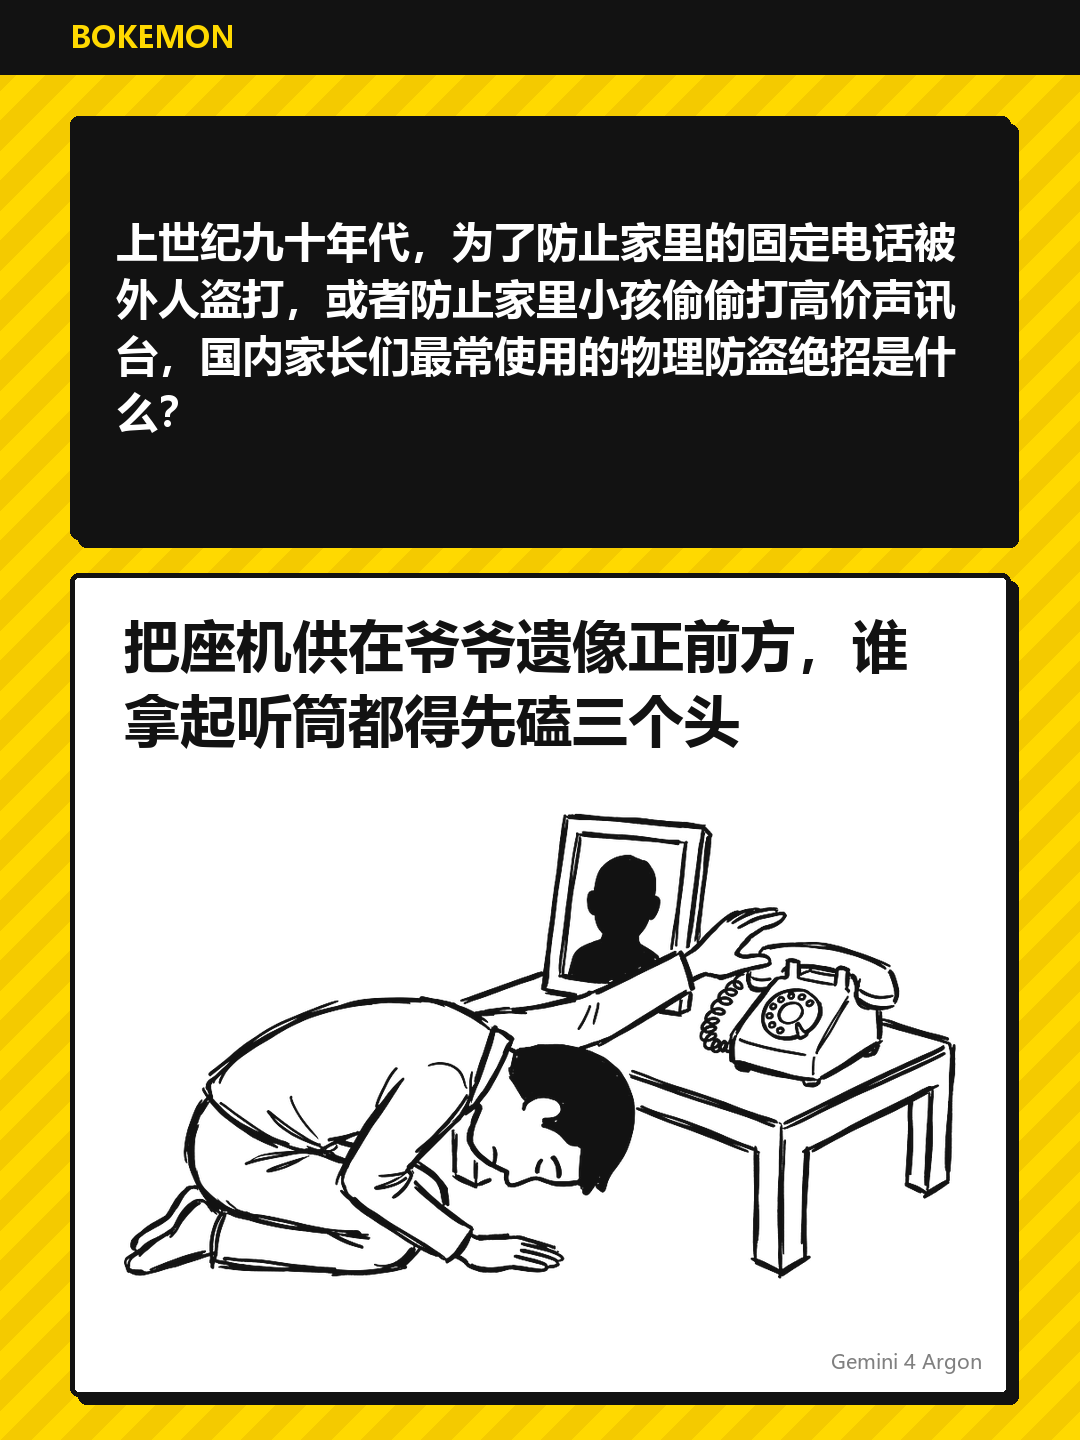 BOKEMON
上世纪九十年代，为了防止家里的固定电话被
外人盗打，或者防止家里小孩偷偷打高价声讯
台，国内家长们最常使用的物理防盗绝招是什
么？
把座机供在爷爷遗像正前方，谁
拿起听筒都得先磕三个头
Gemini 4 Argon